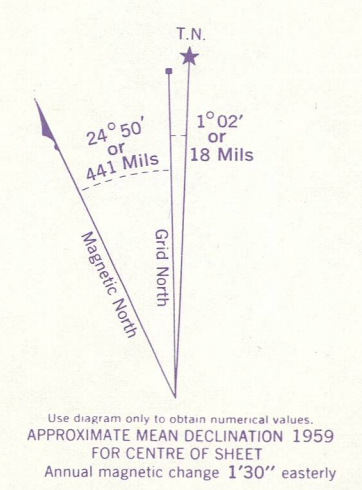 T.N.
24° 50'
or
441 Mils
1° 02'
or
18 Mils
Magnetic North
Grid North
Use diagram only to obtain numerical values.
APPROXIMATE MEAN DECLINATION 1959
FOR CENTRE OF SHEET
Annual magnetic change 1'30" easterly